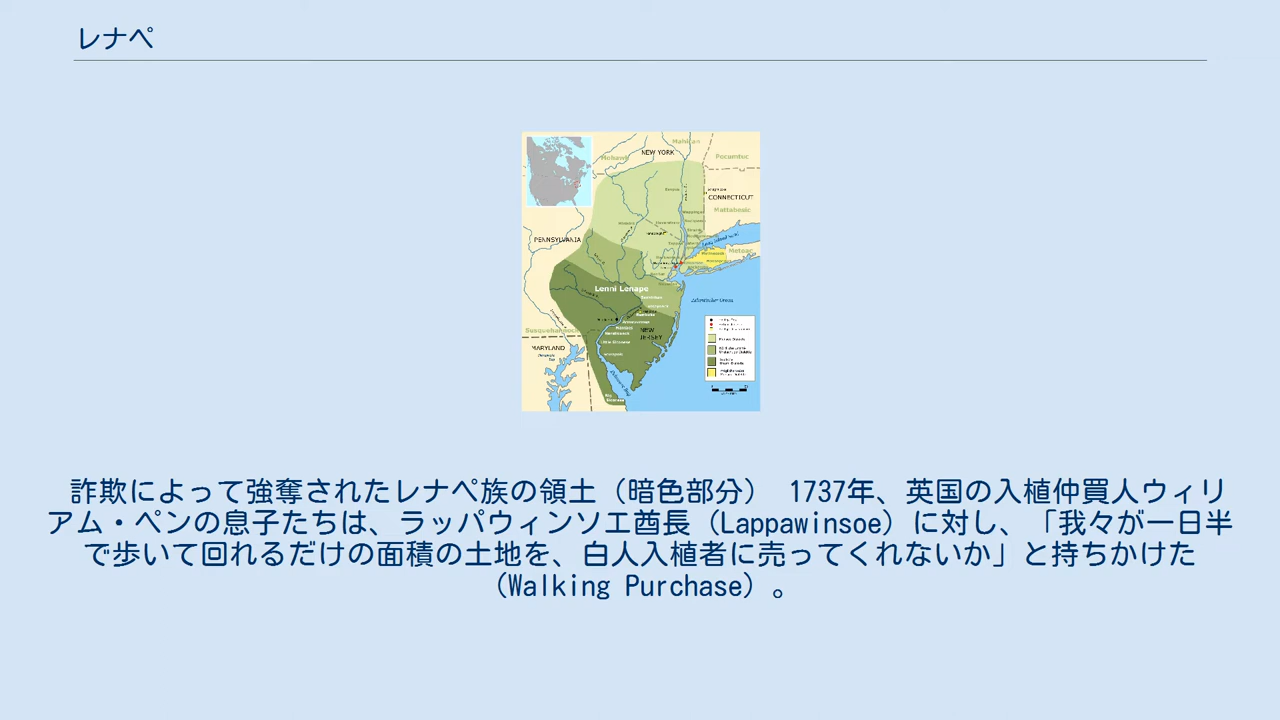 レナペ
Mahican
Mohawk
NEW YORK
Pocamtuc
CONNECTICUT
Mattabesic
PENNSYLVANIA
Metoac
Lenni Lenape
Susquehannock
NEW
JERSEY
MARYLAND
詐欺によって強奪されたレナペ族の領土（暗色部分） 1737年、英国の入植仲買人ウィリ
アム・ペンの息子たちは、ラッパウィンソエ酋長（Lappawinsoe）に対し、「我々が一日半
で歩いて回れるだけの面積の土地を、白人入植者に売ってくれないか」と持ちかけた
（Walking Purchase）。